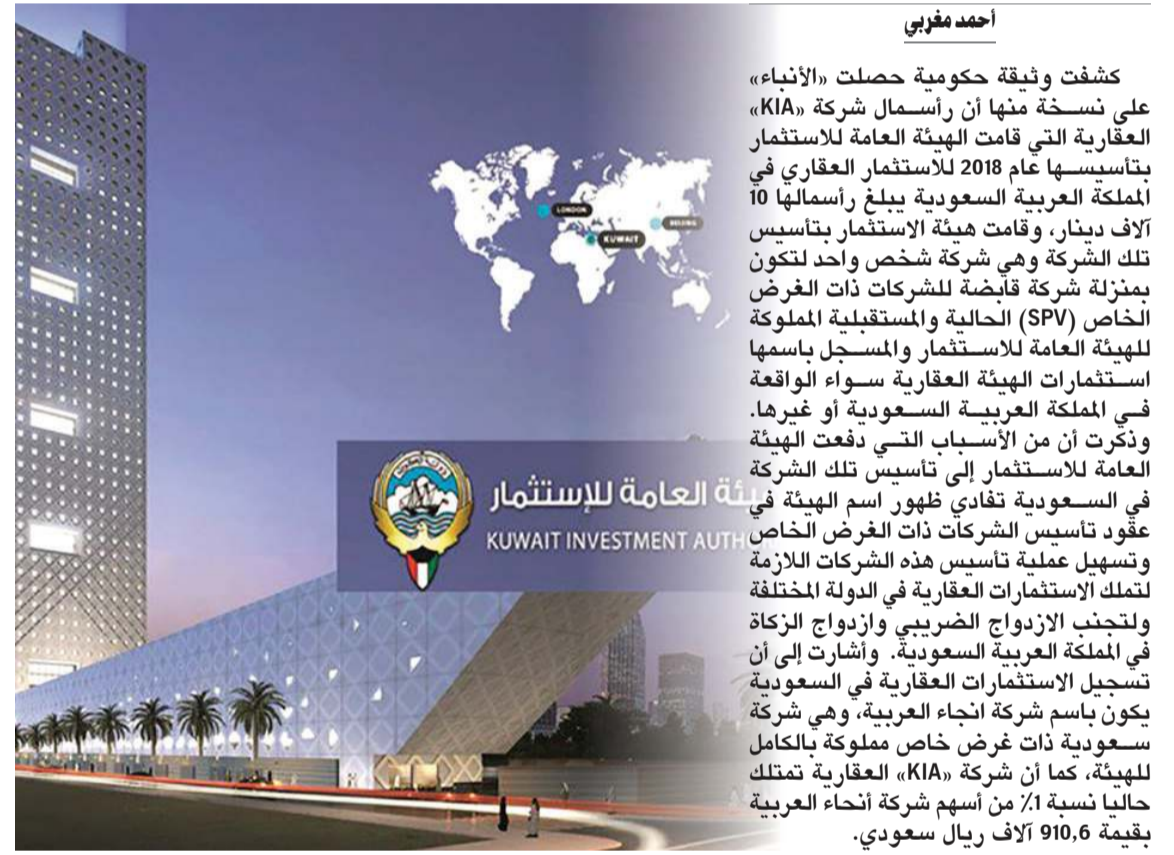 أحمد مغربي
كشفت وثيقة حكومية حصلت «الأنباء»
على نسخة منها أن رأسمال شركة «KIA»
العقارية التي قامت الهيئة العامة للاستثمار
بتأسيسها عام 2018 للاستثمار العقاري في
المملكة العربية السعودية يبلغ رأسمالها 10
آلاف دينار، وقامت هيئة الاستثمار بتأسيس
تلك الشركة وهي شركة شخص واحد لتكون
بمنزلة شركة قابضة للشركات ذات الغرض
الخاص (SPV) الحالية والمستقبلية المملوكة
للهيئة العامة للاستثمار والمسجل باسمها
استثمارات الهيئة العقارية سواء الواقعة
في المملكة العربية السعودية أو غيرها.
وذكرت أن من الأسباب التي دفعت الهيئة
العامة للاستثمار إلى تأسيس تلك الشركة
في السعودية تفادي ظهور اسم الهيئة في
عقود تأسيس الشركات ذات الغرض الخاص
وتسهيل عملية تأسيس هذه الشركات اللازمة
لتملك الاستثمارات العقارية في الدولة المختلفة
ولتجنب الازدواج الضريبي وازدواج الزكاة
في المملكة العربية السعودية. وأشارت إلى أن
تسجيل الاستثمارات العقارية في السعودية
يكون باسم شركة انجاء العربية، وهي شركة
سعودية ذات غرض خاص مملوكة بالكامل
للهيئة، كما أن شركة «KIA» العقارية تمتلك
حاليا نسبة 1٪ من أسهم شركة أنحاء العربية
بقيمة 910,6 آلاف ريال سعودي.
LONDON
BEIJING
KUWAIT
يئة العامة للإستثمار
KUWAIT INVESTMENT AUTHO